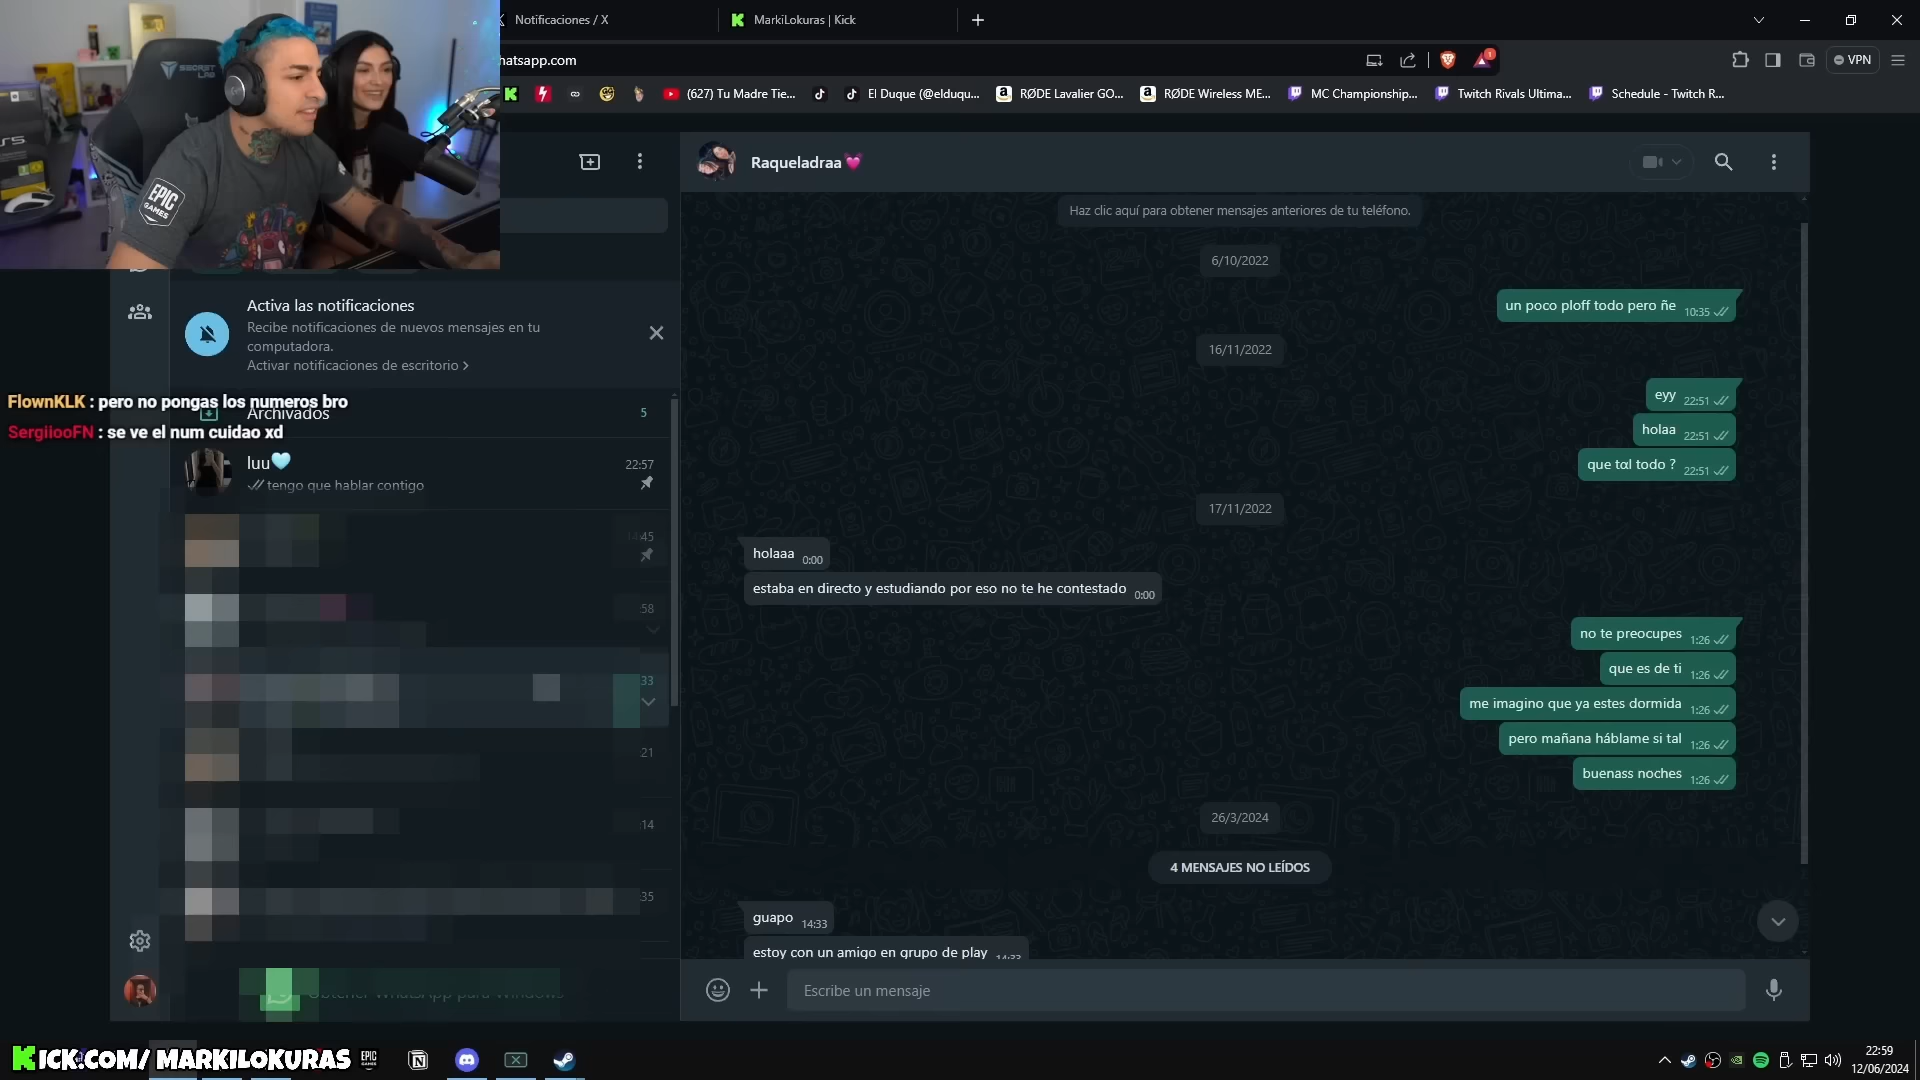 Notificaciones / X
MarkiLokuras | Kick
hatsapp.com
1
VPN
(627) Tu Madre Tie...
El Duque (@elduqu...
RØDE Lavalier GO...
RØDE Wireless ME...
MC Championship...
Twitch Rivals Ultima...
Schedule - Twitch R...
SECRETLAB
PS5
EPIC
GAMES
Raqueladraa💗
Haz clic aquí para obtener mensajes anteriores de tu teléfono.
6/10/2022
un poco ploff todo pero ñe 10:35
16/11/2022
eyy 22:51
holaa 22:51
que tal todo ? 22:51
17/11/2022
holaaa 0:00
estaba en directo y estudiando por eso no te he contestado 0:00
no te preocupes 1:26
que es de ti 1:26
me imagino que ya estes dormida 1:26
pero mañana háblame si tal 1:26
buenass noches 1:26
26/3/2024
4 MENSAJES NO LEÍDOS
guapo 14:33
estoy con un amigo en grupo de play 14:33
Escribe un mensaje
Activa las notificaciones
Recibe notificaciones de nuevos mensajes en tu
computadora.
Activar notificaciones de escritorio >
FlownKLK : pero no pongas los numeros bro
Archivados 5
SergiiooFN : se ve el num cuidao xd
luu🩵 22:57
tengo que hablar contigo
14:45
:58
:33
:21
:14
:35
Obtener WhatsApp para Windows
KICK.COM/ MARKILOKURAS
EPIC
GAMES
22:59
12/06/2024